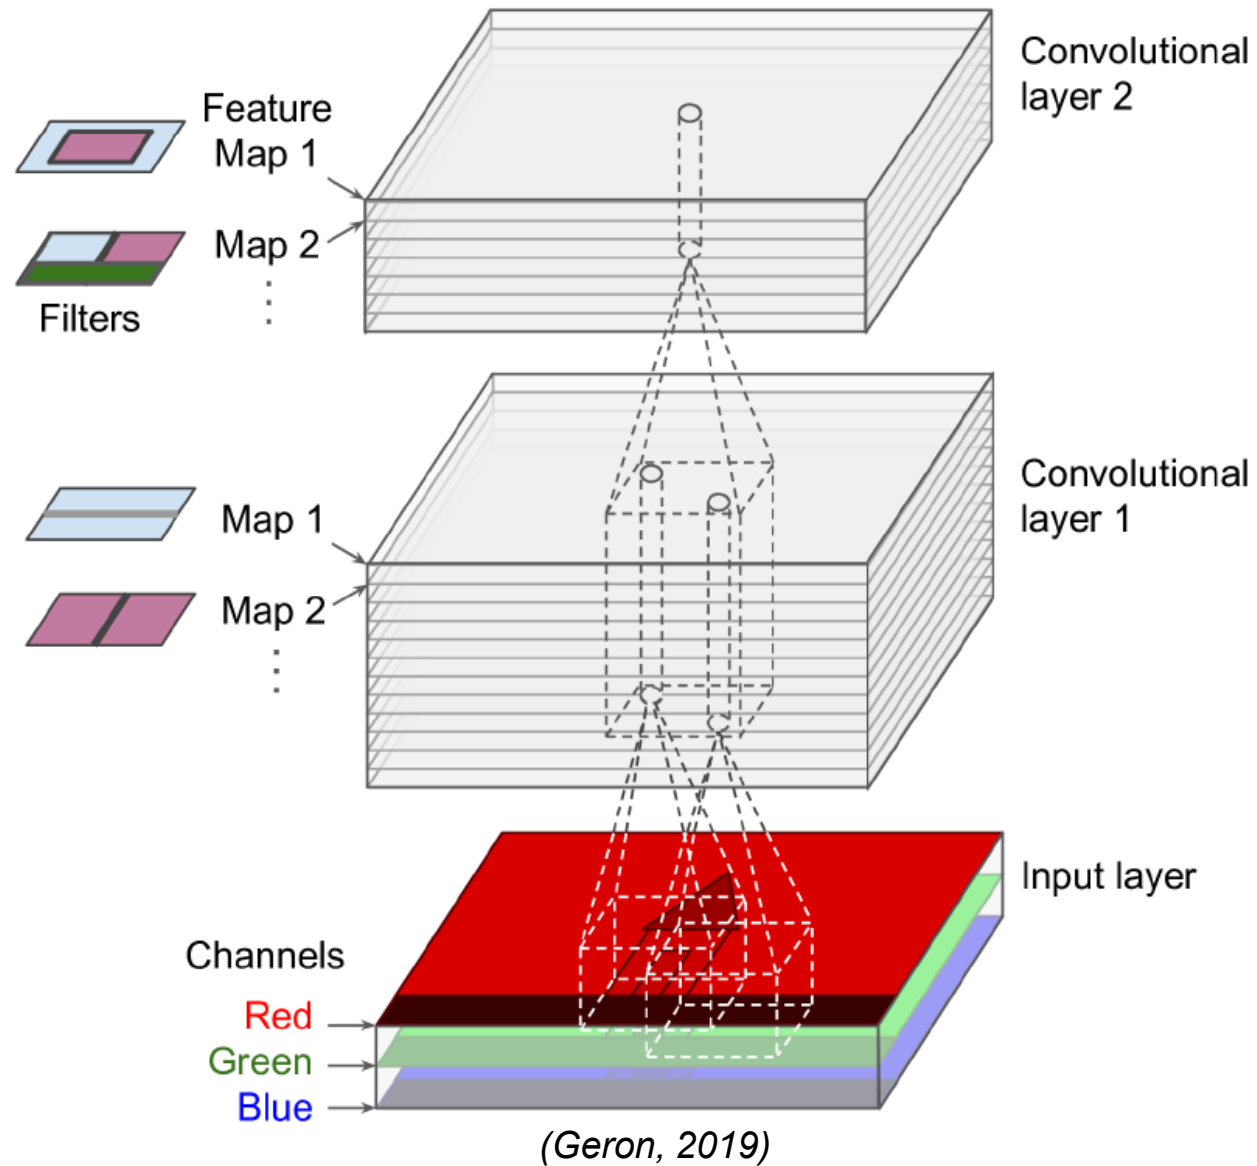 Convolutional
layer 2
Feature
Map 1
Map 2
Filters
Convolutional
layer 1
Map 1
Map 2
Input layer
Channels
Red
Green
Blue
(Geron, 2019)